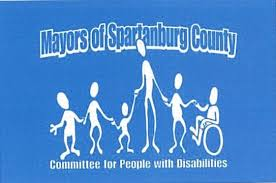 Mayors of Spartanburg County
Committee for People with Disabilities